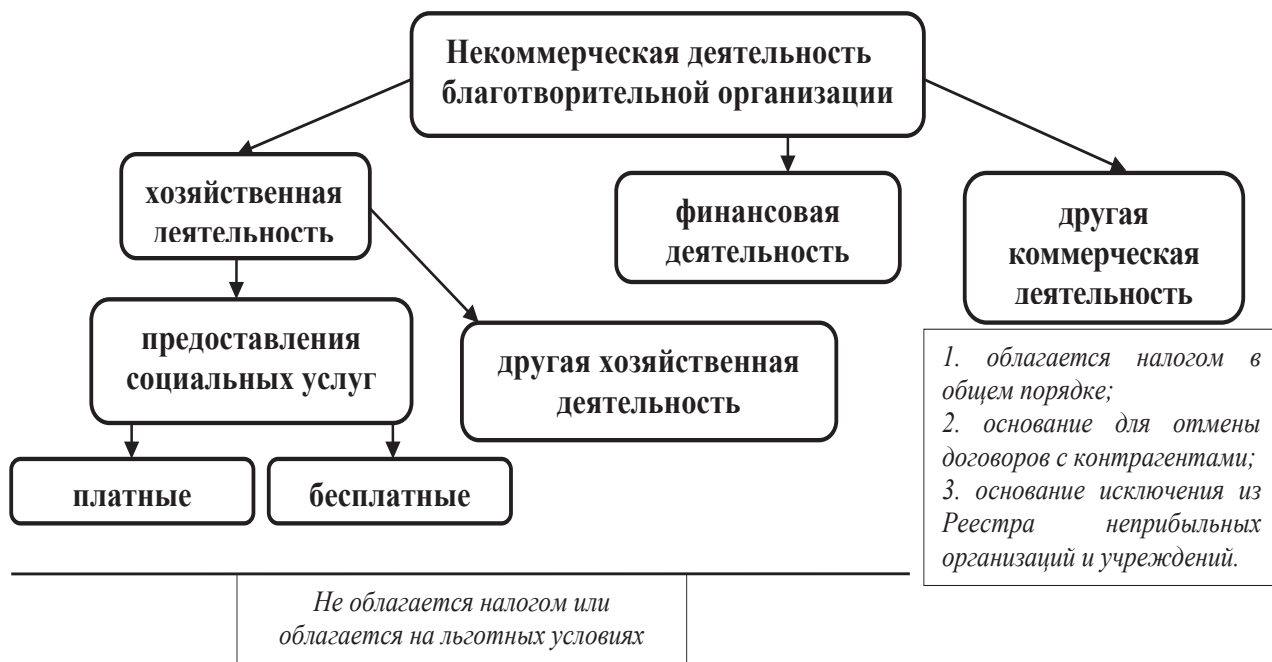 Некоммерческая деятельность
благотворительной организации
хозяйственная
деятельность
финансовая
деятельность
другая
коммерческая
деятельность
предоставления
социальных услуг
другая хозяйственная
деятельность
платные
бесплатные
1. облагается налогом в
общем порядке;
2. основание для отмены
договоров с контрагентами;
3. основание исключения из
Реестра неприбыльных
организаций и учреждений.
Не облагается налогом или
облагается на льготных условиях